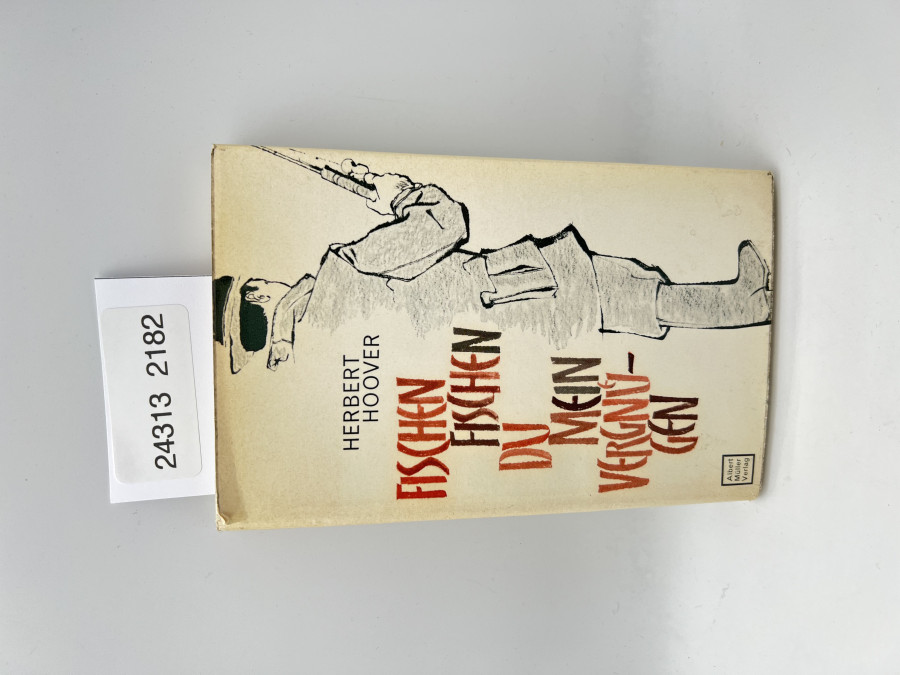 24313 2182
HERBERT
HOOVER
FISCHEN
FISCHEN
DU
MEIN
VERGNÜ-
GEN
Albert
Müller
Verlag